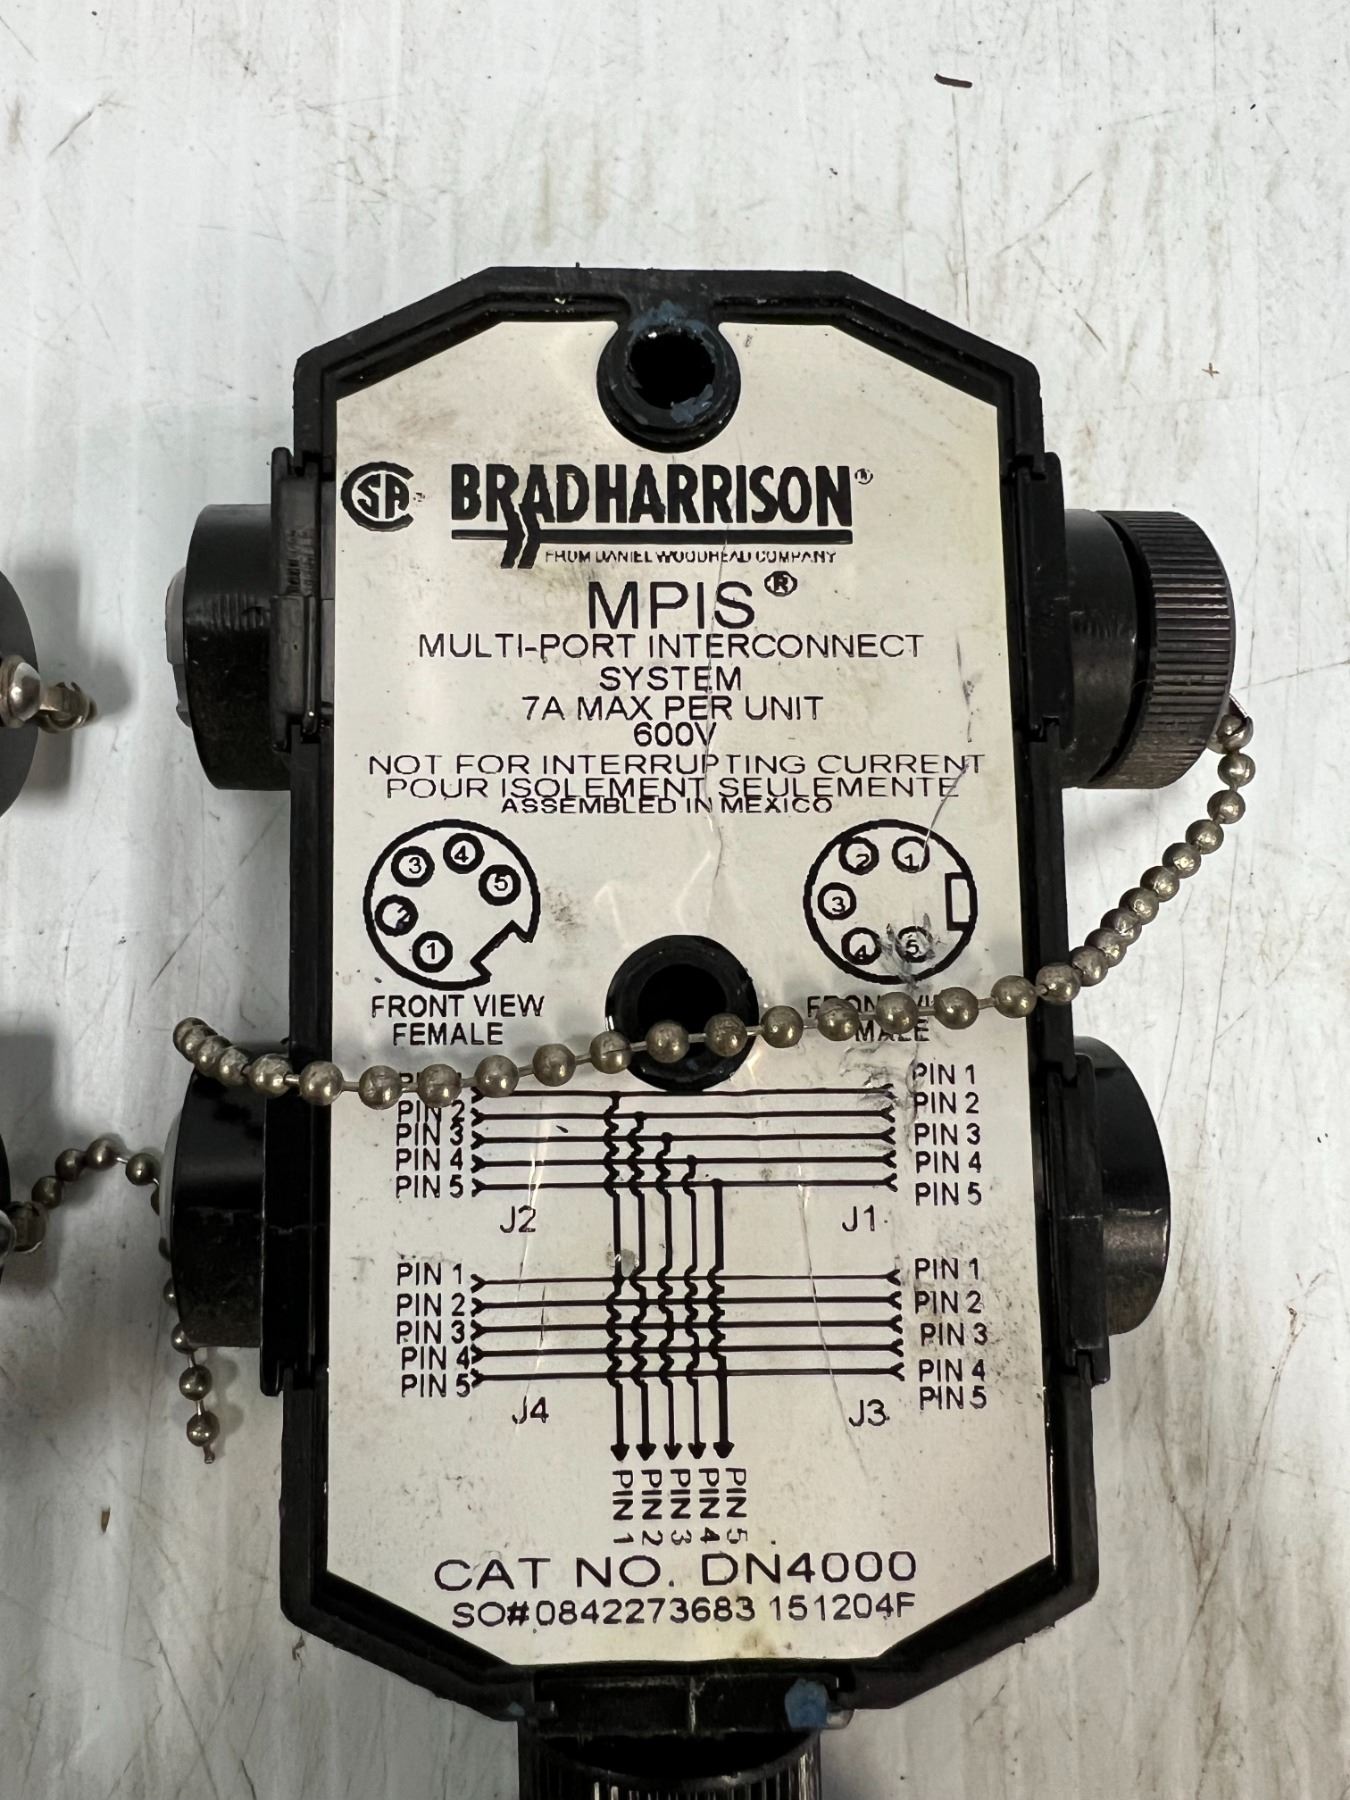 CSA
BRADHARRISON®
FROM DANIEL WOODHEAD COMPANY
MPIS®
MULTI-PORT INTERCONNECT
SYSTEM
7A MAX PER UNIT
600V
NOT FOR INTERRUPTING CURRENT
POUR ISOLEMENT SEULEMENTE
ASSEMBLED IN MEXICO
3 4 5 2 1
2 1 3 4 5
FRONT VIEW
FEMALE
MALE
PIN 1
PIN 2 PIN 2
PIN 3 PIN 3
PIN 4 PIN 4
PIN 5 PIN 5
J2 J1
PIN 1 PIN 1
PIN 2 PIN 2
PIN 3 PIN 3
PIN 4 PIN 4
PIN 5 PIN 5
J4 J3
PIN 1
PIN 2
PIN 3
PIN 4
PIN 5
CAT NO. DN4000
SO#0842273683 151204F